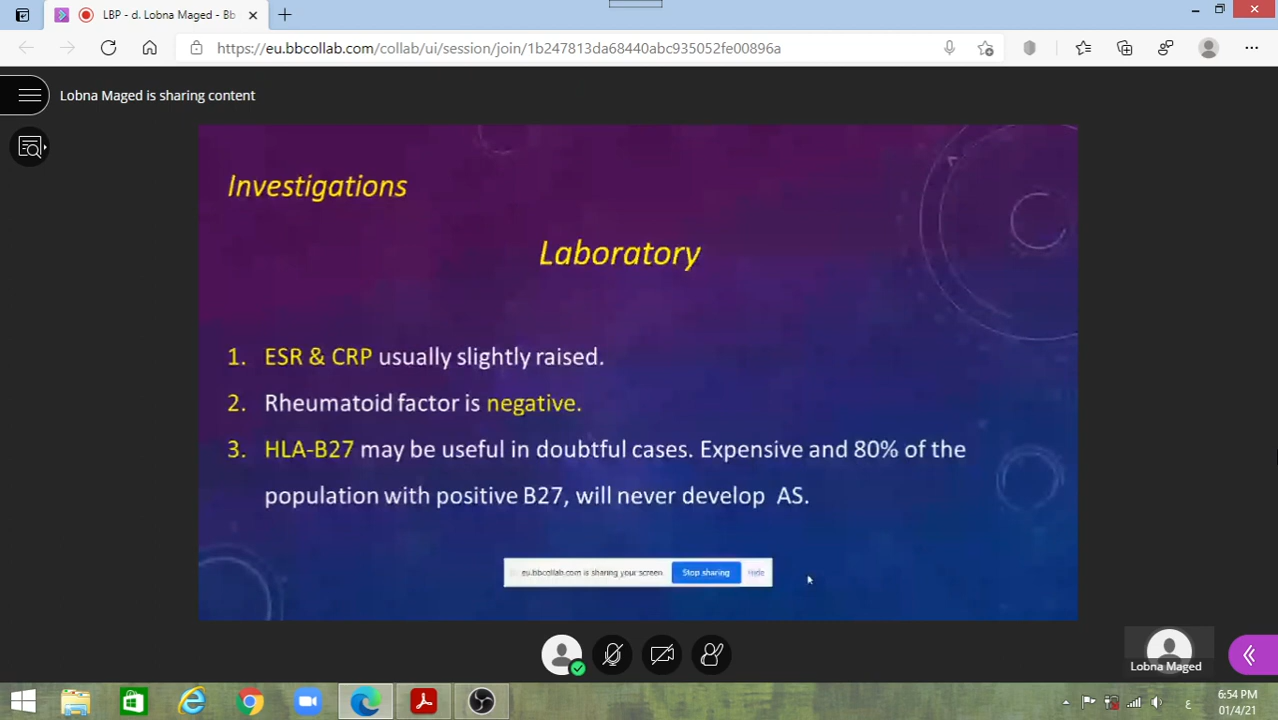 LBP - d. Lobna Maged - Bb
https://eu.bbcollab.com/collab/ui/session/join/1b247813da68440abc935052fe00896a
Lobna Maged is sharing content
Investigations
Laboratory
1. ESR & CRP usually slightly raised.
2. Rheumatoid factor is negative.
3. HLA-B27 may be useful in doubtful cases. Expensive and 80% of the
population with positive B27, will never develop AS.
eu.bbcollab.com is sharing your screen Stop sharing Hide
Lobna Maged
ع
6:54 PM
01/4/21